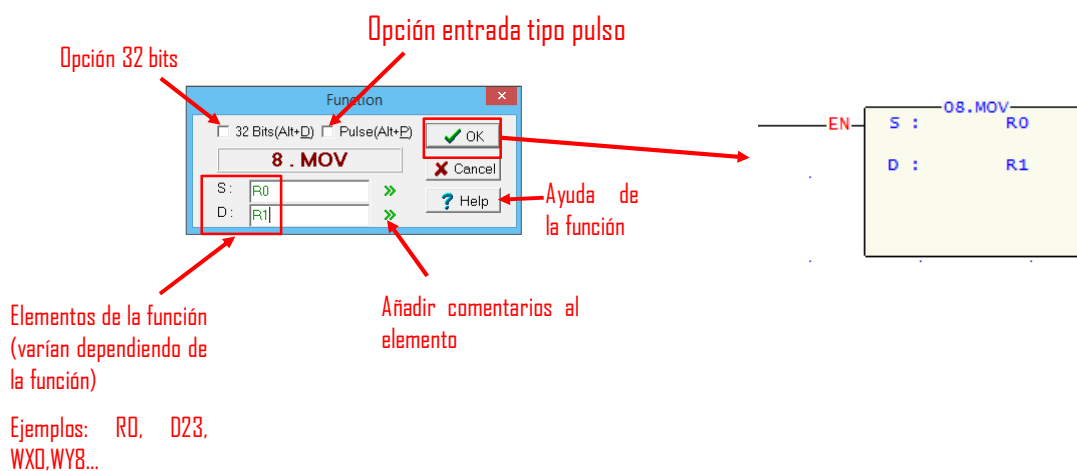 Opción entrada tipo pulso
Opción 32 bits
Function
32 Bits(Alt+D)
Pulse(Alt+P)
OK
8 . MOV
Cancel
S :
R0
»
D :
R1
»
? Help
Ayuda de
la función
08.MOV
EN
S :
R0
D :
R1
Elementos de la función
(varían dependiendo de
la función)
Añadir comentarios al
elemento
Ejemplos: R0, D23,
WX0,WY8...